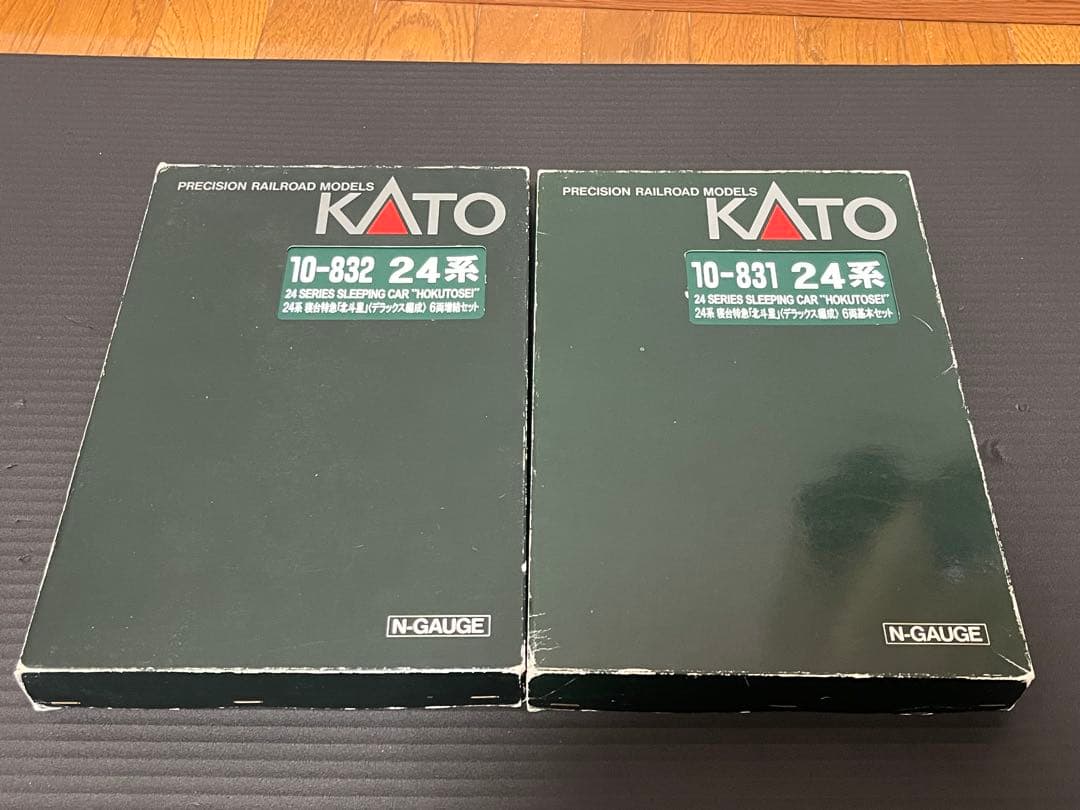 PRECISION RAILROAD MODELS
KATO
10-832 24系
24 SERIES SLEEPING CAR "HOKUTOSEI"
24系 寝台特急「北斗星」〈デラックス編成〉 6両増結セット
N-GAUGE
PRECISION RAILROAD MODELS
KATO
10-831 24系
24 SERIES SLEEPING CAR "HOKUTOSEI"
24系 寝台特急「北斗星」〈デラックス編成〉 6両基本セット
N-GAUGE